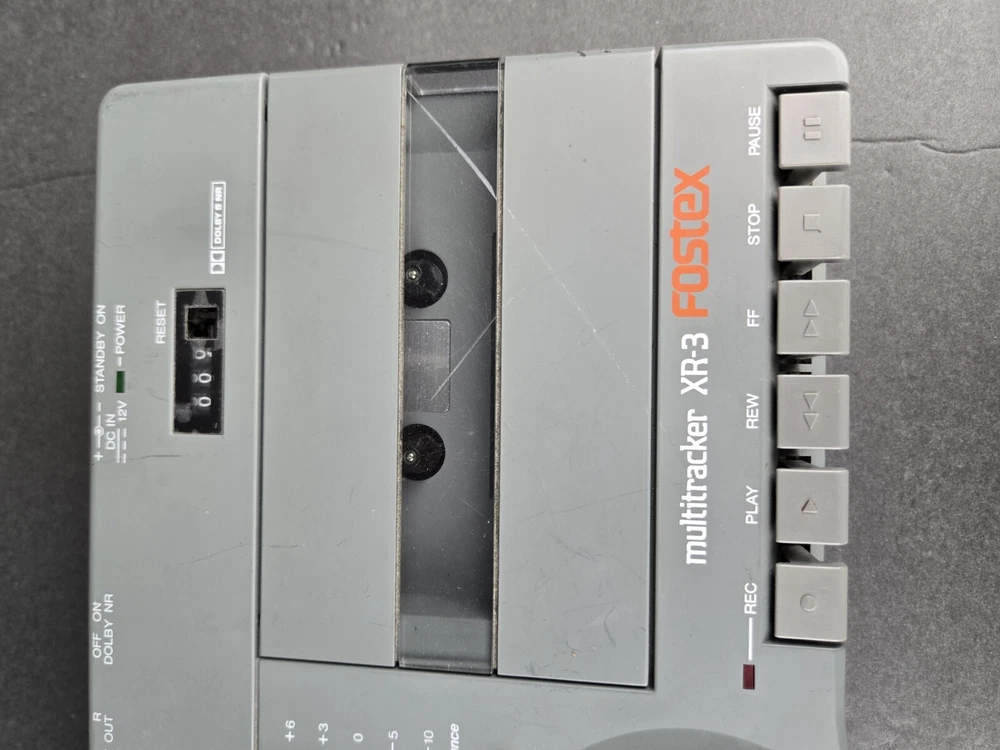 R
OUT
OFF ON
DOLBY NR
DC IN
12V
STANDBY ON
POWER
RESET
DOLBY B NR
000
+6
+3
0
-5
-10
multitracker XR-3 Fostex
REC
PLAY
REW
FF
STOP
PAUSE